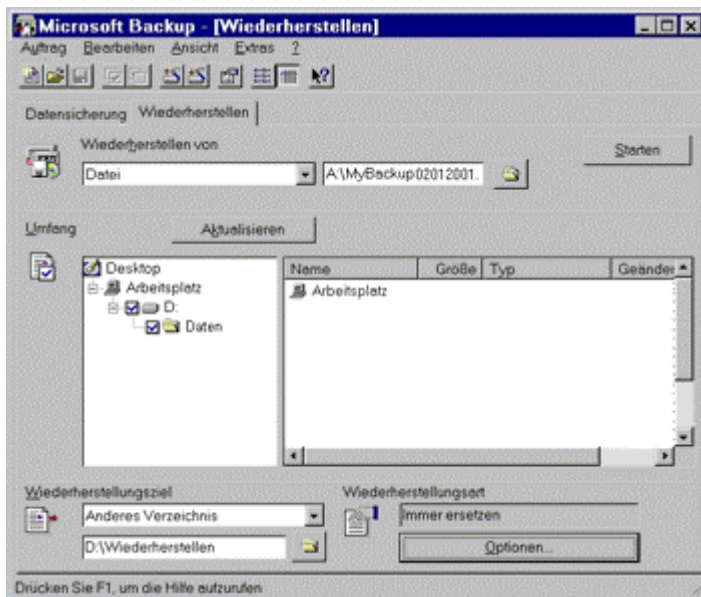 Microsoft Backup - [Wiederherstellen]
Auftrag Bearbeiten Ansicht Extras ?
Datensicherung Wiederherstellen
Wiederherstellen von
Starten
Datei A:\MyBackup02012001.
Umfang Aktualisieren
Desktop
Arbeitsplatz
D:
Daten
Name Größe Typ Geänder
Arbeitsplatz
Wiederherstellungsziel Wiederherstellungsart
Anderes Verzeichnis Immer ersetzen
D:\Wiederherstellen Optionen...
Drücken Sie F1, um die Hilfe aufzurufen